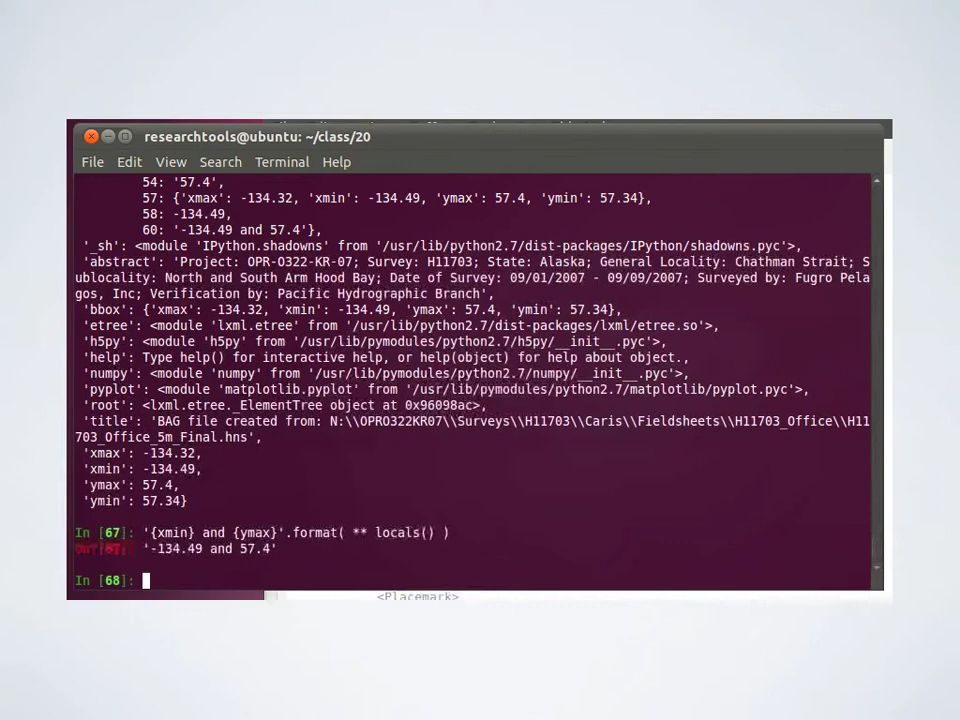 researchtools@ubuntu: ~/class/20
File Edit View Search Terminal Help
54: '57.4',
57: {'xmax': -134.32, 'xmin': -134.49, 'ymax': 57.4, 'ymin': 57.34},
58: -134.49,
60: '-134.49 and 57.4'},
'_sh': <module 'IPython.shadowns' from '/usr/lib/python2.7/dist-packages/IPython/shadowns.pyc'>,
'abstract': 'Project: OPR-O322-KR-07; Survey: H11703; State: Alaska; General Locality: Chathman Strait; S
ublocality: North and South Arm Hood Bay; Date of Survey: 09/01/2007 - 09/09/2007; Surveyed by: Fugro Pela
gos, Inc; Verification by: Pacific Hydrographic Branch',
'bbox': {'xmax': -134.32, 'xmin': -134.49, 'ymax': 57.4, 'ymin': 57.34},
'etree': <module 'lxml.etree' from '/usr/lib/python2.7/dist-packages/lxml/etree.so'>,
'h5py': <module 'h5py' from '/usr/lib/pymodules/python2.7/h5py/__init__.pyc'>,
'help': Type help() for interactive help, or help(object) for help about object.,
'numpy': <module 'numpy' from '/usr/lib/pymodules/python2.7/numpy/__init__.pyc'>,
'pyplot': <module 'matplotlib.pyplot' from '/usr/lib/pymodules/python2.7/matplotlib/pyplot.pyc'>,
'root': <lxml.etree._ElementTree object at 0x96098ac>,
'title': 'BAG file created from: N:\\OPRO322KR07\\Surveys\\H11703\\Caris\\Fieldsheets\\H11703_Office\\H11
703_Office_5m_Final.hns',
'xmax': -134.32,
'xmin': -134.49,
'ymax': 57.4,
'ymin': 57.34}
In [67]: '{xmin} and {ymax}'.format( ** locals() )
Out[67]: '-134.49 and 57.4'
In [68]:
<Placemark>